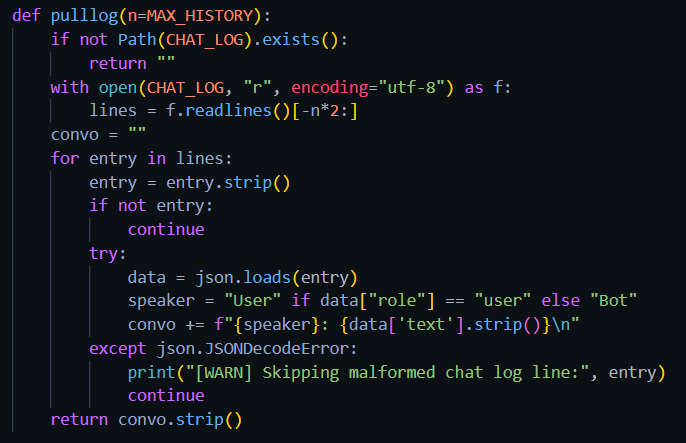 def pulllog(n=MAX_HISTORY):
    if not Path(CHAT_LOG).exists():
        return ""
    with open(CHAT_LOG, "r", encoding="utf-8") as f:
        lines = f.readlines()[-n*2:]
    convo = ""
    for entry in lines:
        entry = entry.strip()
        if not entry:
            continue
        try:
            data = json.loads(entry)
            speaker = "User" if data["role"] == "user" else "Bot"
            convo += f"{speaker}: {data['text'].strip()}\n"
        except json.JSONDecodeError:
            print("[WARN] Skipping malformed chat log line:", entry)
            continue
    return convo.strip()